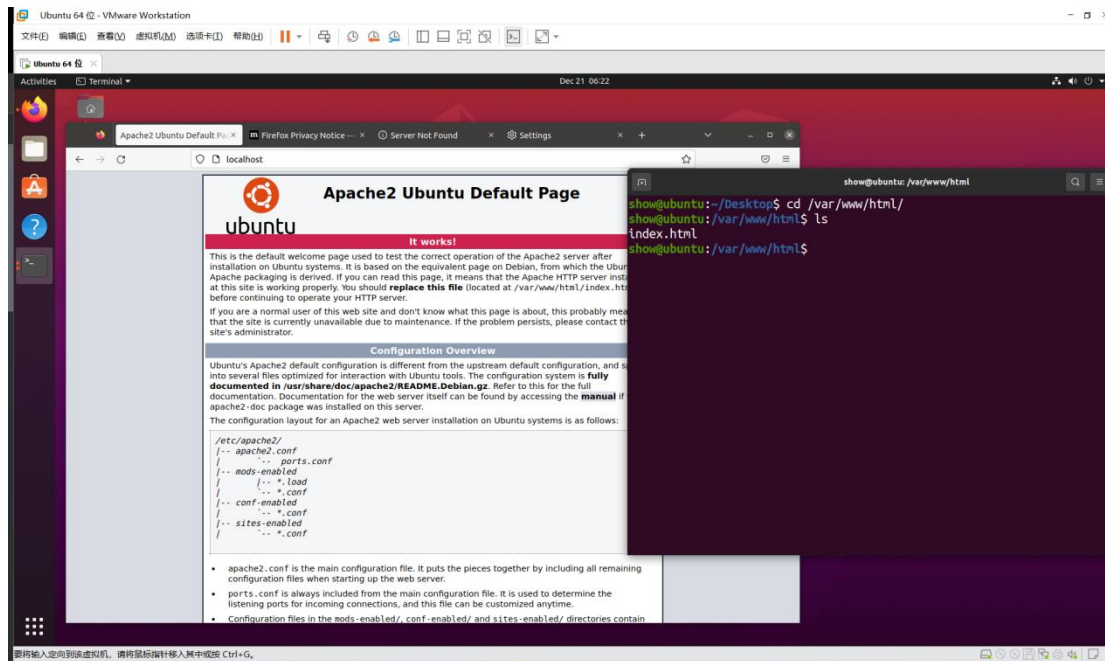 Ubuntu 64 位 - VMware Workstation
文件(F) 编辑(E) 查看(V) 虚拟机(M) 选项卡(T) 帮助(H)
Ubuntu 64 位
Activities Terminal Dec 21 06:22
Apache2 Ubuntu Default Pa Firefox Privacy Notice — Server Not Found Settings
localhost
Apache2 Ubuntu Default Page
ubuntu
It works!
This is the default welcome page used to test the correct operation of the Apache2 server after
installation on Ubuntu systems. It is based on the equivalent page on Debian, from which the Ubun
Apache packaging is derived. If you can read this page, it means that the Apache HTTP server insta
at this site is working properly. You should replace this file (located at /var/www/html/index.ht
before continuing to operate your HTTP server.
If you are a normal user of this web site and don't know what this page is about, this probably mea
that the site is currently unavailable due to maintenance. If the problem persists, please contact th
site's administrator.
Configuration Overview
Ubuntu's Apache2 default configuration is different from the upstream default configuration, and s
into several files optimized for interaction with Ubuntu tools. The configuration system is fully
documented in /usr/share/doc/apache2/README.Debian.gz. Refer to this for the full
documentation. Documentation for the web server itself can be found by accessing the manual if
apache2-doc package was installed on this server.
The configuration layout for an Apache2 web server installation on Ubuntu systems is as follows:
/etc/apache2/
|-- apache2.conf
| `-- ports.conf
|-- mods-enabled
| |-- *.load
| `-- *.conf
|-- conf-enabled
| `-- *.conf
|-- sites-enabled
| `-- *.conf
• apache2.conf is the main configuration file. It puts the pieces together by including all remaining
configuration files when starting up the web server.
• ports.conf is always included from the main configuration file. It is used to determine the
listening ports for incoming connections, and this file can be customized anytime.
• Configuration files in the mods-enabled/, conf-enabled/ and sites-enabled/ directories contain
show@ubuntu: /var/www/html
show@ubuntu:~/Desktop$ cd /var/www/html/
show@ubuntu:/var/www/html$ ls
index.html
show@ubuntu:/var/www/html$
要将输入定向到该虚拟机，请将鼠标指针移入其中或按 Ctrl+G。